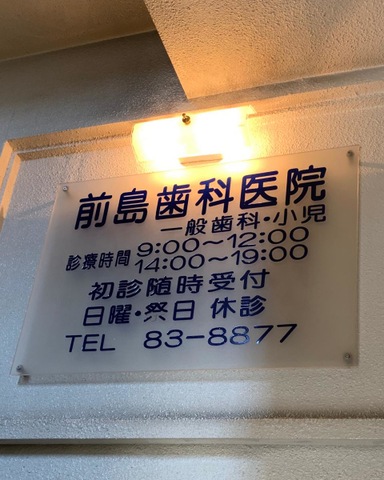 前島歯科医院
一般歯科・小児
診療時間 9:00〜12:00
14:00〜19:00
初診随時受付
日曜・祭日 休診
TEL 83-8877